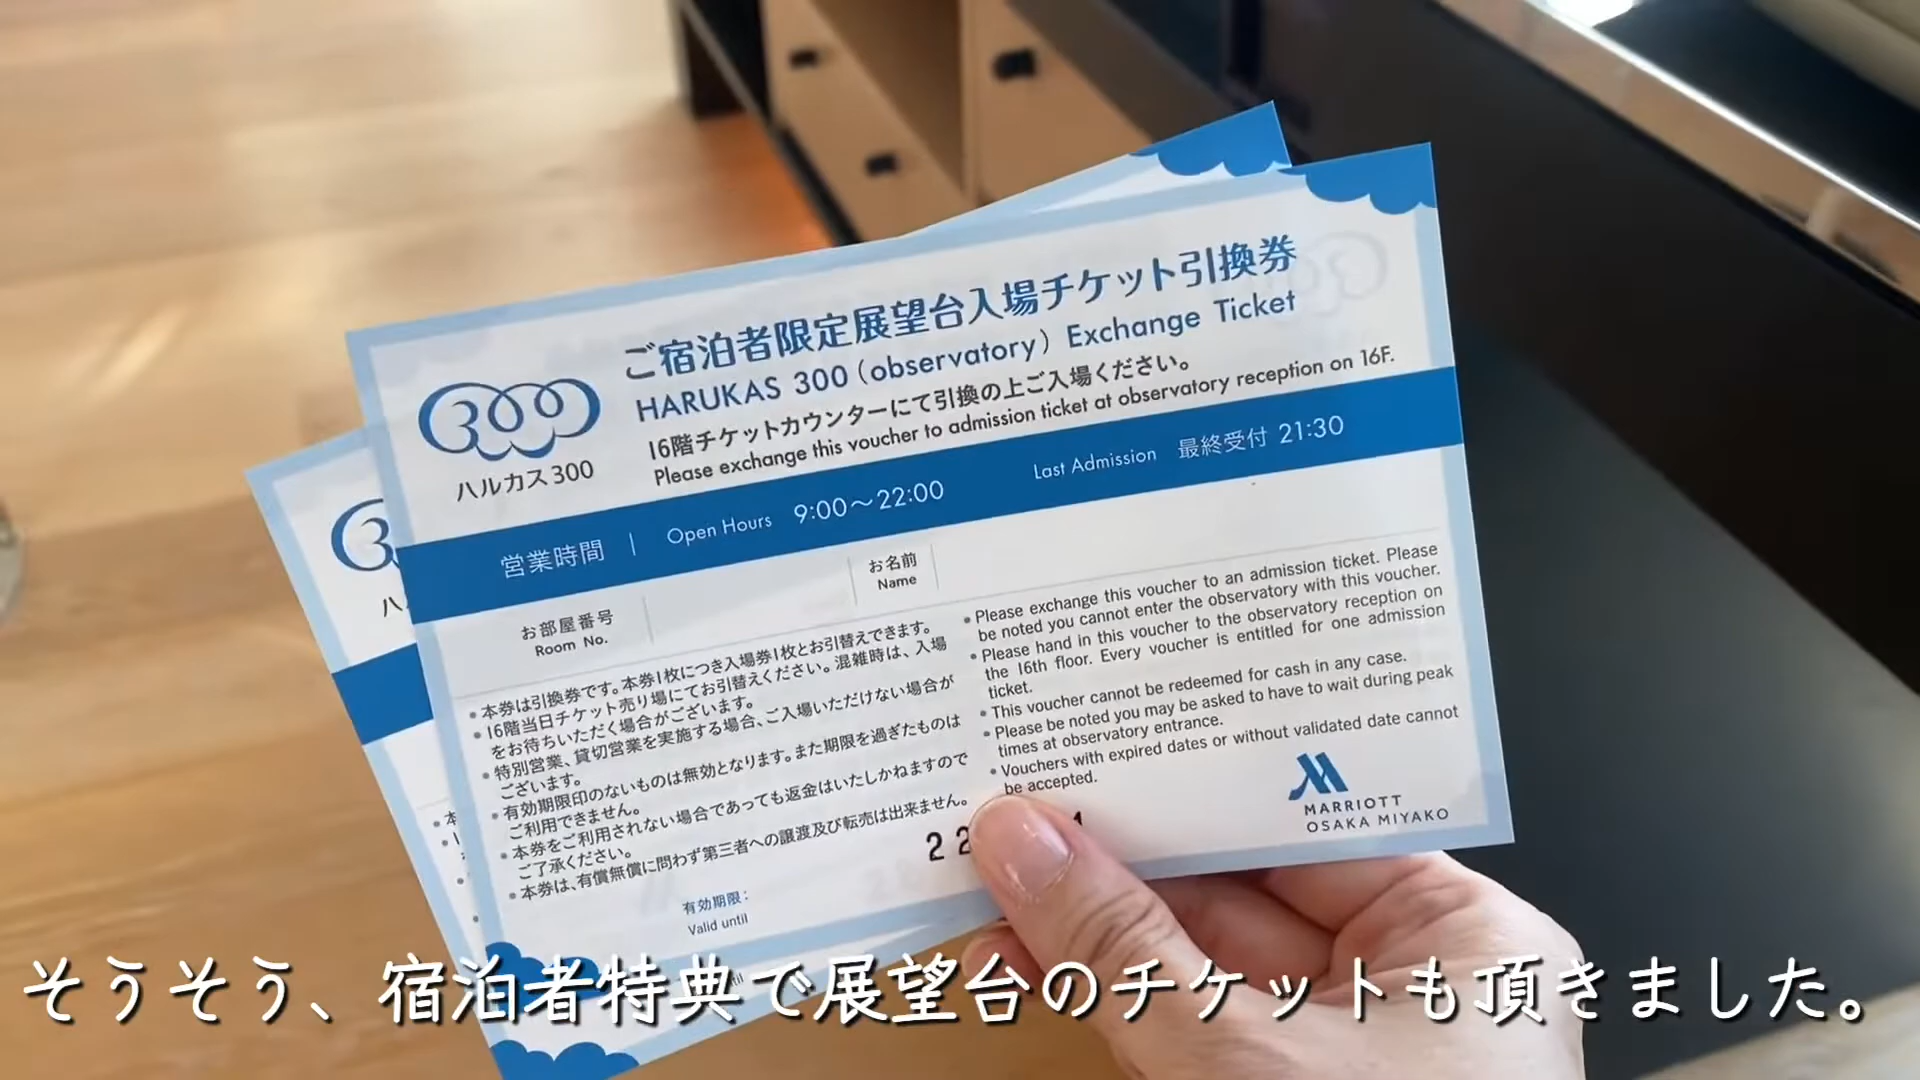 ご宿泊者限定展望台入場チケット引換券
HARUKAS 300 (observatory) Exchange Ticket
16階チケットカウンターにて引換の上ご入場ください。
Please exchange this voucher to admission ticket at observatory reception on 16F.
300
ハルカス300
営業時間 | Open Hours 9:00～22:00 Last Admission 最終受付 21:30
お部屋番号
Room No.
お名前
Name
• 本券は引換券です。本券1枚につき入場券1枚とお引替えできます。
• 16階当日チケット売り場にてお引替えください。混雑時は、入場
をお待ちいただく場合がございます。
• 特別営業、貸切営業を実施する場合、ご入場いただけない場合が
ございます。
• 有効期限印のないものは無効となります。また期限を過ぎたものは
ご利用できません。
• 本券をご利用されない場合であっても返金はいたしかねますので
ご了承ください。
• 本券は、有償無償に問わず第三者への譲渡及び転売は出来ません。
• Please exchange this voucher to an admission ticket. Please
be noted you cannot enter the observatory with this voucher.
• Please hand in this voucher to the observatory reception on
the 16th floor. Every voucher is entitled for one admission
ticket.
• This voucher cannot be redeemed for cash in any case.
• Please be noted you may be asked to have to wait during peak
times at observatory entrance.
• Vouchers with expired dates or without validated date cannot
be accepted.
有効期限:
Valid until
22
MARRIOTT
OSAKA MIYAKO
そうそう、宿泊者特典で展望台のチケットも頂きました。